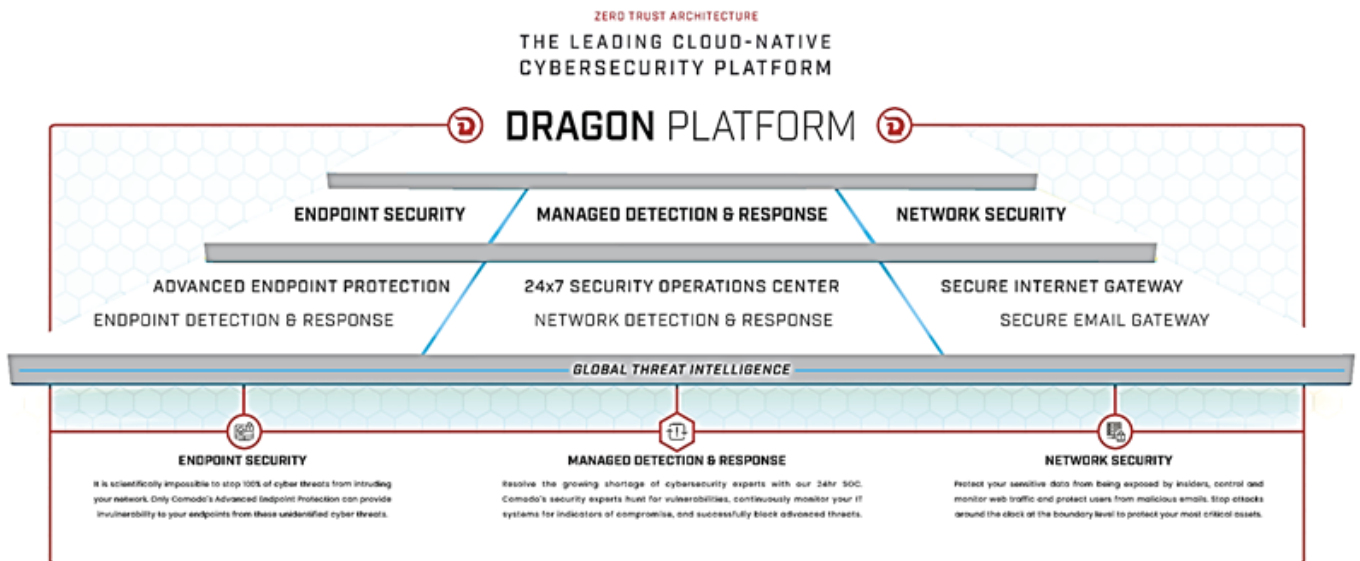 ZERO TRUST ARCHITECTURE
THE LEADING CLOUD-NATIVE
CYBERSECURITY PLATFORM
DRAGON PLATFORM
ENDPOINT SECURITY
MANAGED DETECTION & RESPONSE
NETWORK SECURITY
ADVANCED ENDPOINT PROTECTION
24x7 SECURITY OPERATIONS CENTER
SECURE INTERNET GATEWAY
ENDPOINT DETECTION & RESPONSE
NETWORK DETECTION & RESPONSE
SECURE EMAIL GATEWAY
GLOBAL THREAT INTELLIGENCE
ENDPOINT SECURITY
It is scientifically impossible to stop 100% of cyber threats from intruding
your network. Only Comodo's Advanced Endpoint Protection can provide
invulnerability to your endpoints from these unidentified cyber threats.
MANAGED DETECTION & RESPONSE
Resolve the growing shortage of cybersecurity experts with our 24hr SOC.
Comodo's security experts hunt for vulnerabilities, continuously monitor your IT
systems for indicators of compromise, and successfully block advanced threats.
NETWORK SECURITY
Protect your sensitive data from being exposed by insiders, control and
monitor web traffic and protect users from malicious emails. Stop attacks
around the clock at the boundary level to protect your most critical assets.